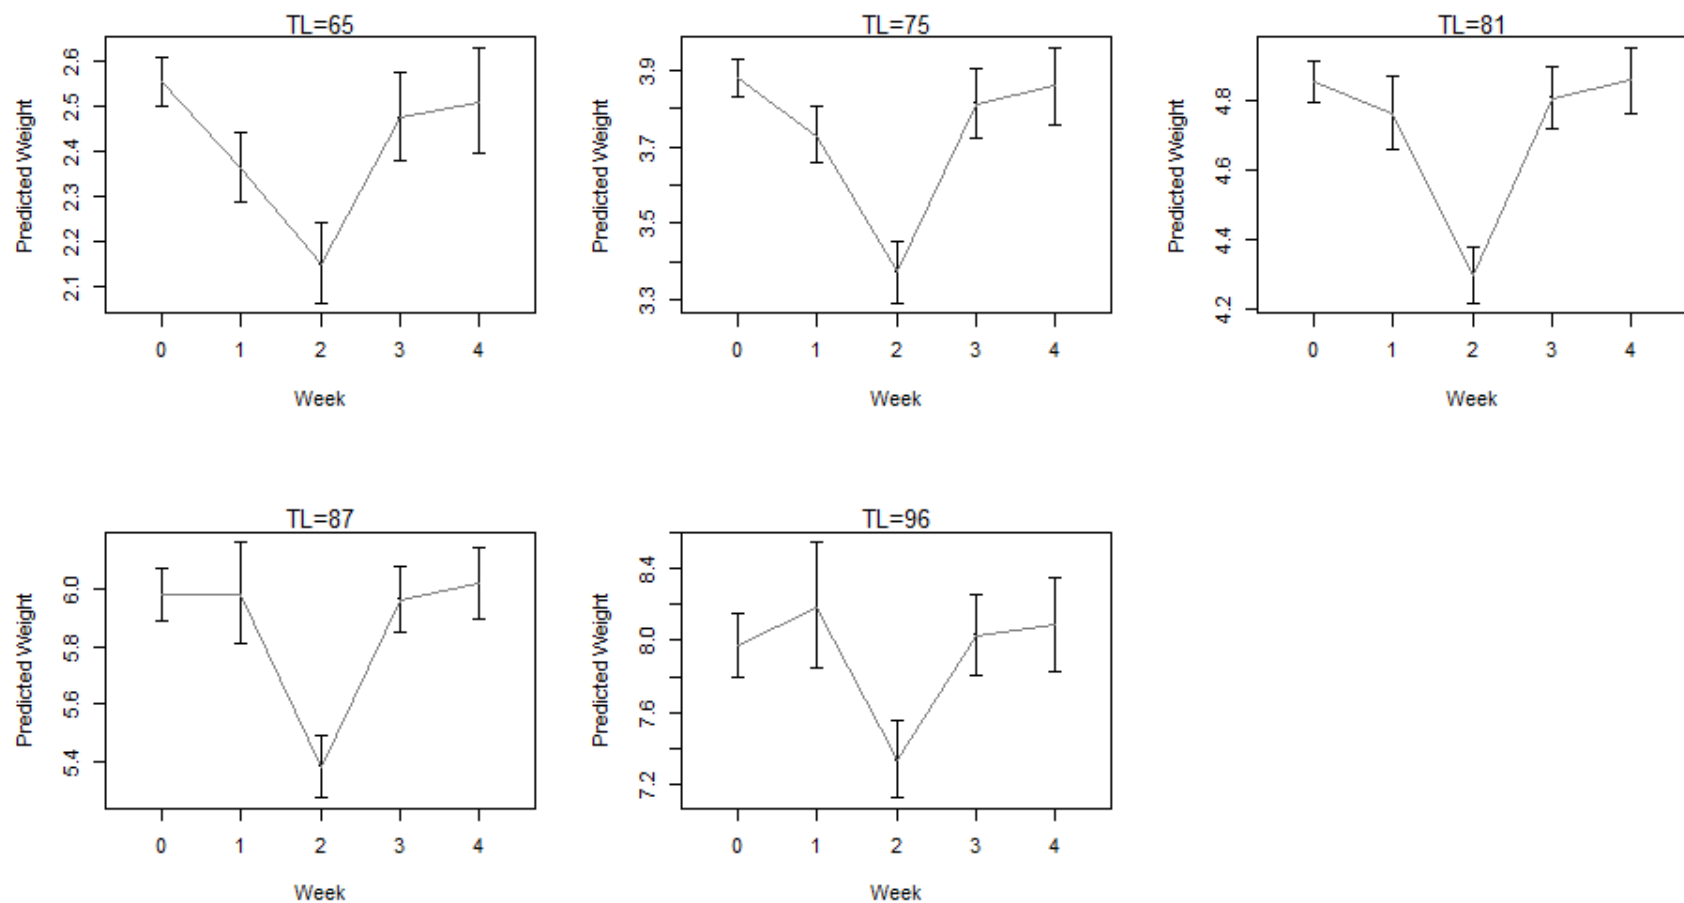 TL=65
Predicted Weight
2.6
2.5
2.4
2.3
2.2
2.1
0 1 2 3 4
Week
TL=75
Predicted Weight
3.9
3.7
3.5
3.3
0 1 2 3 4
Week
TL=81
Predicted Weight
4.8
4.6
4.4
4.2
0 1 2 3 4
Week
TL=87
Predicted Weight
6.0
5.8
5.6
5.4
0 1 2 3 4
Week
TL=96
Predicted Weight
8.4
8.0
7.6
7.2
0 1 2 3 4
Week